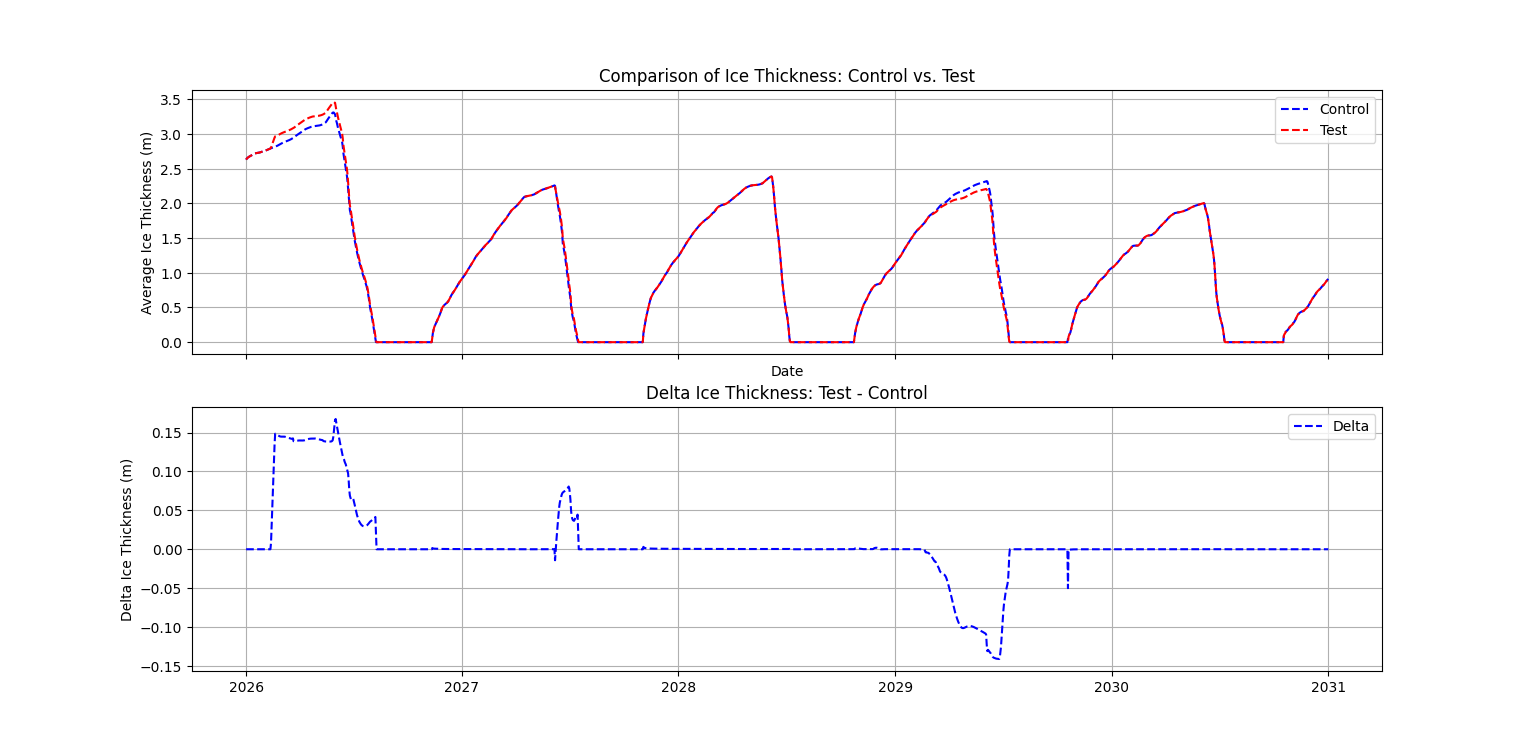 Comparison of Ice Thickness: Control vs. Test
Average Ice Thickness (m)
3.5
3.0
2.5
2.0
1.5
1.0
0.5
0.0
Control
Test
Date
Delta Ice Thickness: Test - Control
Delta Ice Thickness (m)
0.15
0.10
0.05
0.00
−0.05
−0.10
−0.15
Delta
2026
2027
2028
2029
2030
2031